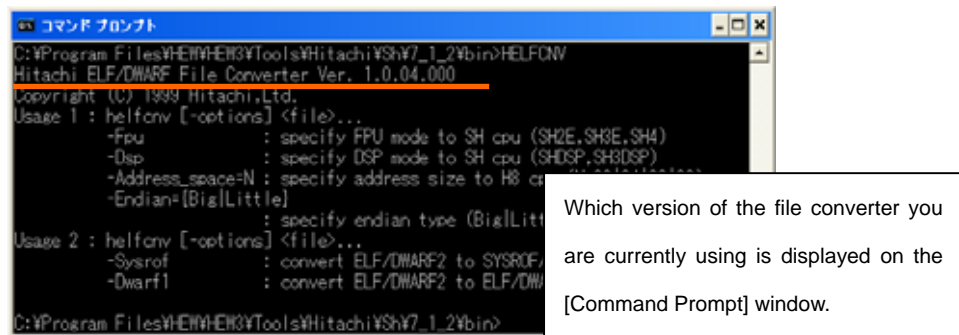 コマンド プロンプト
C:¥Program Files¥HEW¥HEW3¥Tools¥Hitachi¥Sh¥7_1_2¥bin>HELFCNV
Hitachi ELF/DWARF File Converter Ver. 1.0.04.000
Copyright (C) 1999 Hitachi,Ltd.
Usage 1 : helfcnv [-options] <file>...
-Fpu : specify FPU mode to SH cpu (SH2E,SH3E,SH4)
-Dsp : specify DSP mode to SH cpu (SHDSP,SH3DSP)
-Address_space=N : specify address size to H8
-Endian=[Big|Little]
: specify endian type (Big|Litt
Usage 2 : helfcnv [-options] <file>...
-Sysrof : convert ELF/DWARF2 to SYSROF/
-Dwarf1 : convert ELF/DWARF2 to ELF/DW
C:¥Program Files¥HEW¥HEW3¥Tools¥Hitachi¥Sh¥7_1_2¥bin>
Which version of the file converter you
are currently using is displayed on the
[Command Prompt] window.